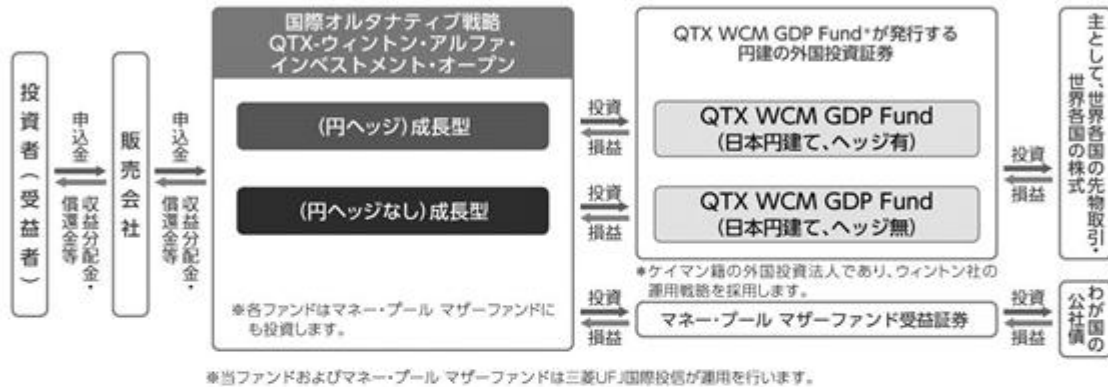 投資者（受益者）
申込金
収益分配金・
償還金等
販売会社
申込金
収益分配金・
償還金等
国際オルタナティブ戦略
QTX-ウィントン・アルファ・
インベストメント・オープン
(円ヘッジ)成長型
(円ヘッジなし)成長型
※各ファンドはマネー・プール マザーファンドに
も投資します。
投資
損益
投資
損益
投資
損益
QTX WCM GDP Fund*が発行する
円建の外国投資証券
QTX WCM GDP Fund
(日本円建て、ヘッジ有)
QTX WCM GDP Fund
(日本円建て、ヘッジ無)
*ケイマン籍の外国投資法人であり、ウィントン社の
運用戦略を採用します。
マネー・プール マザーファンド受益証券
投資
損益
投資
損益
主として、世界各国の先物取引・
世界各国の株式
わが国の
公社債
※当ファンドおよびマネー・プール マザーファンドは三菱UFJ国際投信が運用を行います。